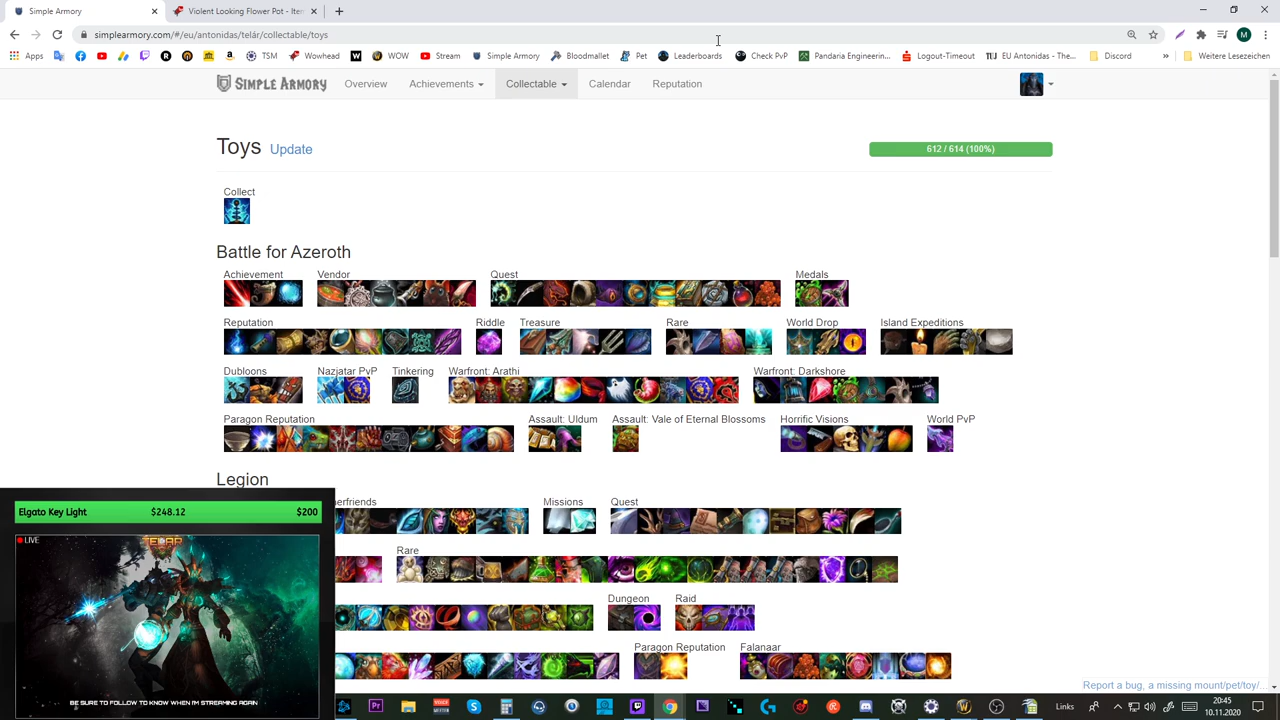 Simple Armory
Violent Looking Flower Pot - Iter
simplearmory.com/#/eu/antonidas/telár/collectable/toys
Apps
TSM
Wowhead
WOW
Stream
Simple Armory
Bloodmallet
Pet
Leaderboards
Check PvP
Pandaria Engineerin...
Logout-Timeout
EU Antonidas - The...
Discord
Weitere Lesezeichen
SIMPLE ARMORY
Overview
Achievements
Collectable
Calendar
Reputation
Toys Update
612 / 614 (100%)
Collect
Battle for Azeroth
Achievement
Vendor
Quest
Medals
Reputation
Riddle
Treasure
Rare
World Drop
Island Expeditions
Dubloons
Nazjatar PvP
Tinkering
Warfront: Arathi
Warfront: Darkshore
Paragon Reputation
Assault: Uldum
Assault: Vale of Eternal Blossoms
Horrific Visions
World PvP
Legion
erfriends
Missions
Quest
Rare
Dungeon
Raid
Paragon Reputation
Falanaar
Elgato Key Light
$248.12
$200
LIVE
TELAR
BE SURE TO FOLLOW TO KNOW WHEN I'M STREAMING AGAIN
Report a bug, a missing mount/pet/toy/...
Links
20:45
10.11.2020